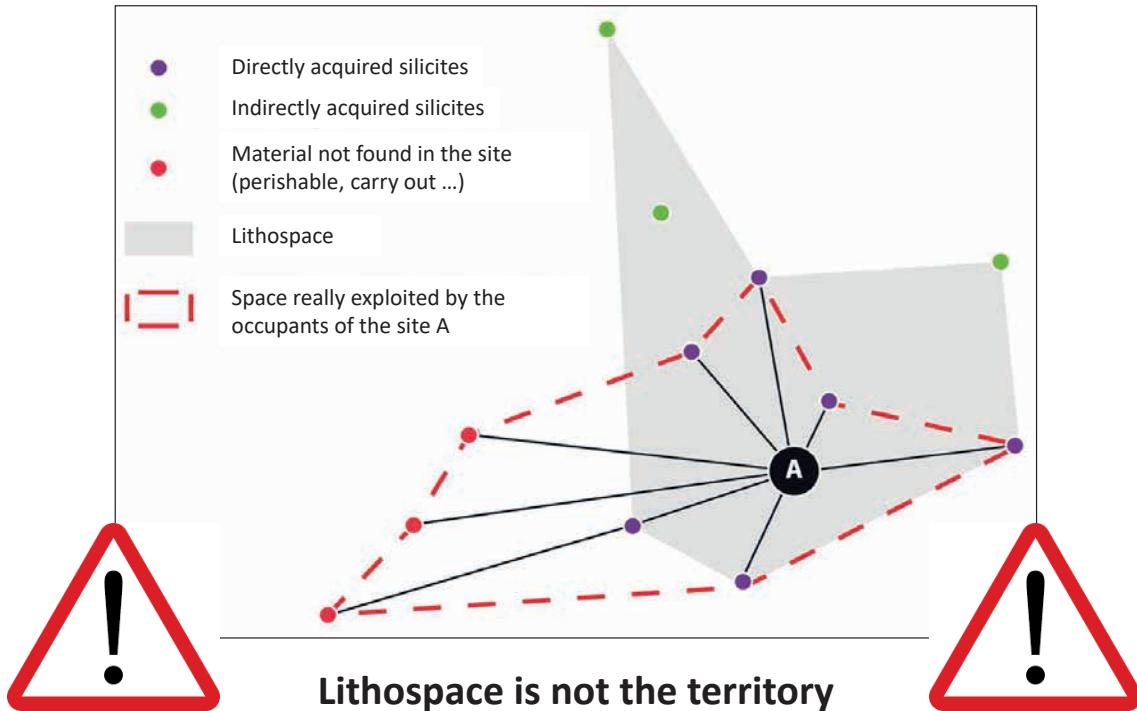 Directly acquired silicites
Indirectly acquired silicites
Material not found in the site
(perishable, carry out ...)
Lithospace
Space really exploited by the
occupants of the site A
A
!
!
Lithospace is not the territory